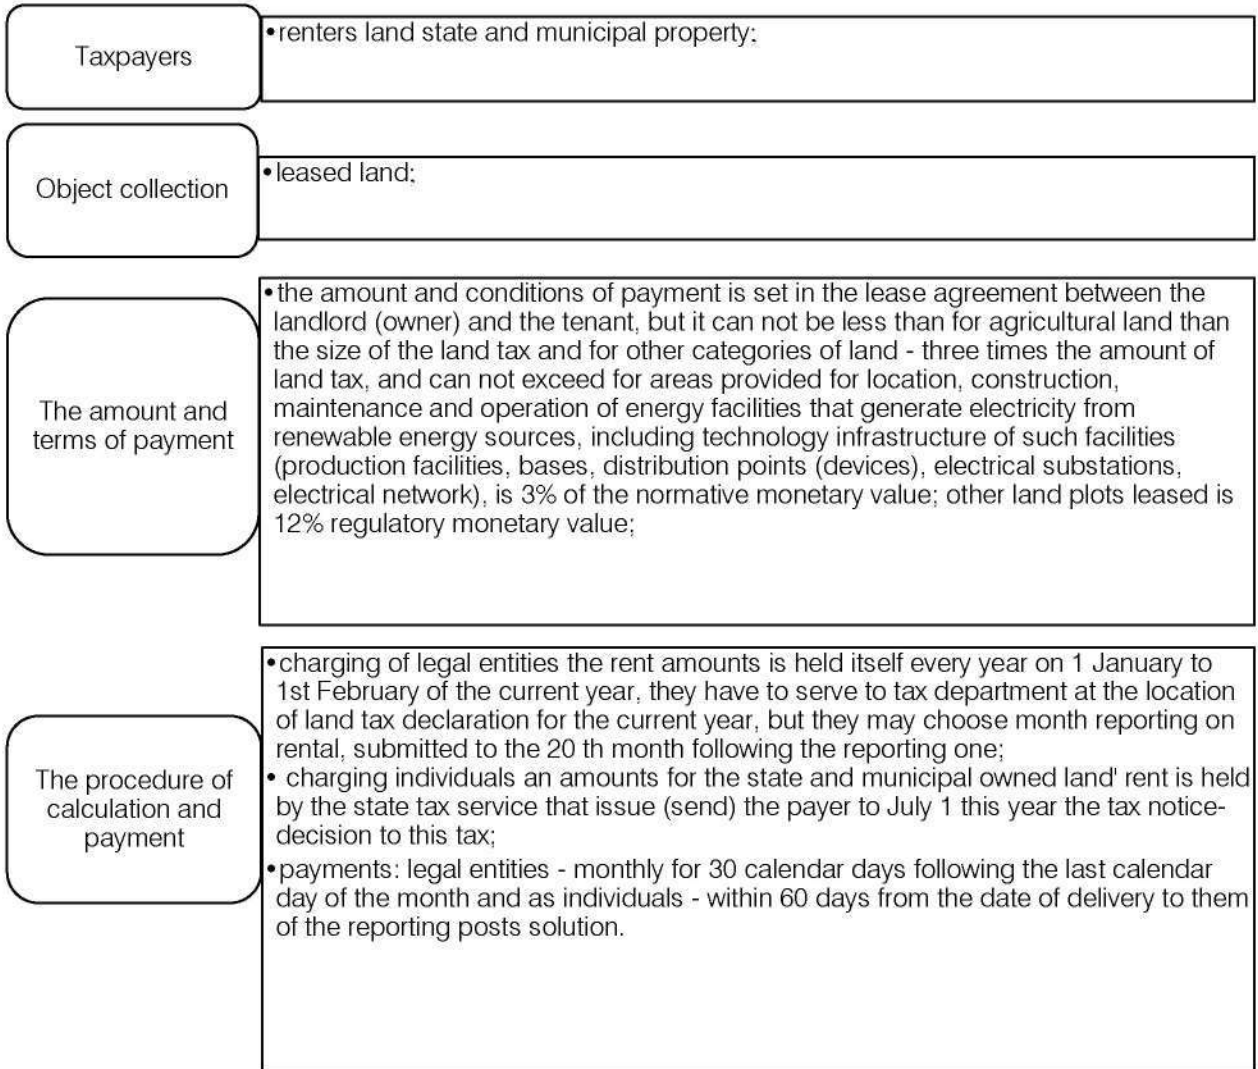 Taxpayers
•renters land state and municipal property;
Object collection
•leased land;
The amount and
terms of payment
•the amount and conditions of payment is set in the lease agreement between the
landlord (owner) and the tenant, but it can not be less than for agricultural land than
the size of the land tax and for other categories of land - three times the amount of
land tax, and can not exceed for areas provided for location, construction,
maintenance and operation of energy facilities that generate electricity from
renewable energy sources, including technology infrastructure of such facilities
(production facilities, bases, distribution points (devices), electrical substations,
electrical network), is 3% of the normative monetary value; other land plots leased is
12% regulatory monetary value;
The procedure of
calculation and
payment
•charging of legal entities the rent amounts is held itself every year on 1 January to
1st February of the current year, they have to serve to tax department at the location
of land tax declaration for the current year, but they may choose month reporting on
rental, submitted to the 20 th month following the reporting one;
• charging individuals an amounts for the state and municipal owned land' rent is held
by the state tax service that issue (send) the payer to July 1 this year the tax notice-
decision to this tax;
•payments: legal entities - monthly for 30 calendar days following the last calendar
day of the month and as individuals - within 60 days from the date of delivery to them
of the reporting posts solution.